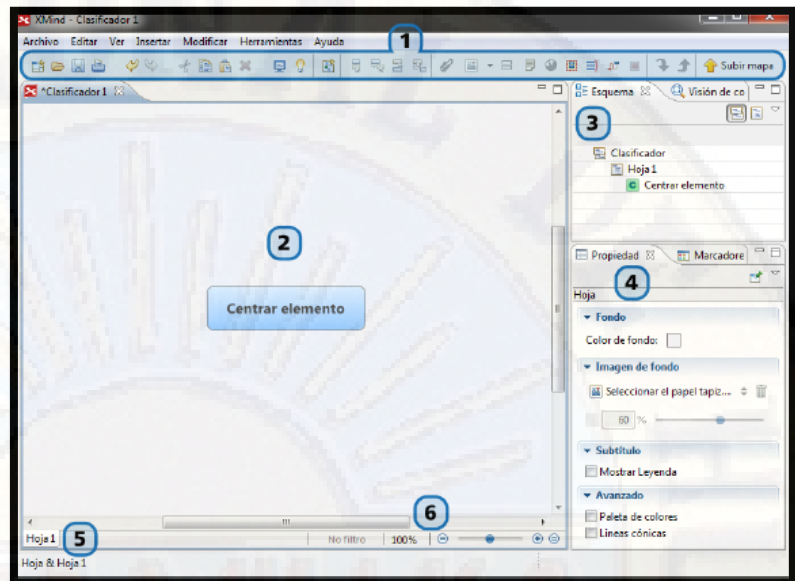 XMind - Clasificador 1
Archivo Editar Ver Insertar Modificar Herramientas Ayuda
1
Subir mapa
*Clasificador 1
Esquema
Visión de co
3
Clasificador
Hoja 1
Centrar elemento
2
Centrar elemento
Propiedad
Marcadore
4
Hoja
Fondo
Color de fondo:
Imagen de fondo
Seleccionar el papel tapiz...
60 %
Subtítulo
Mostrar Leyenda
Avanzado
Paleta de colores
Lineas cónicas
6
Hoja 1
5
No filtro
100%
Hoja & Hoja 1